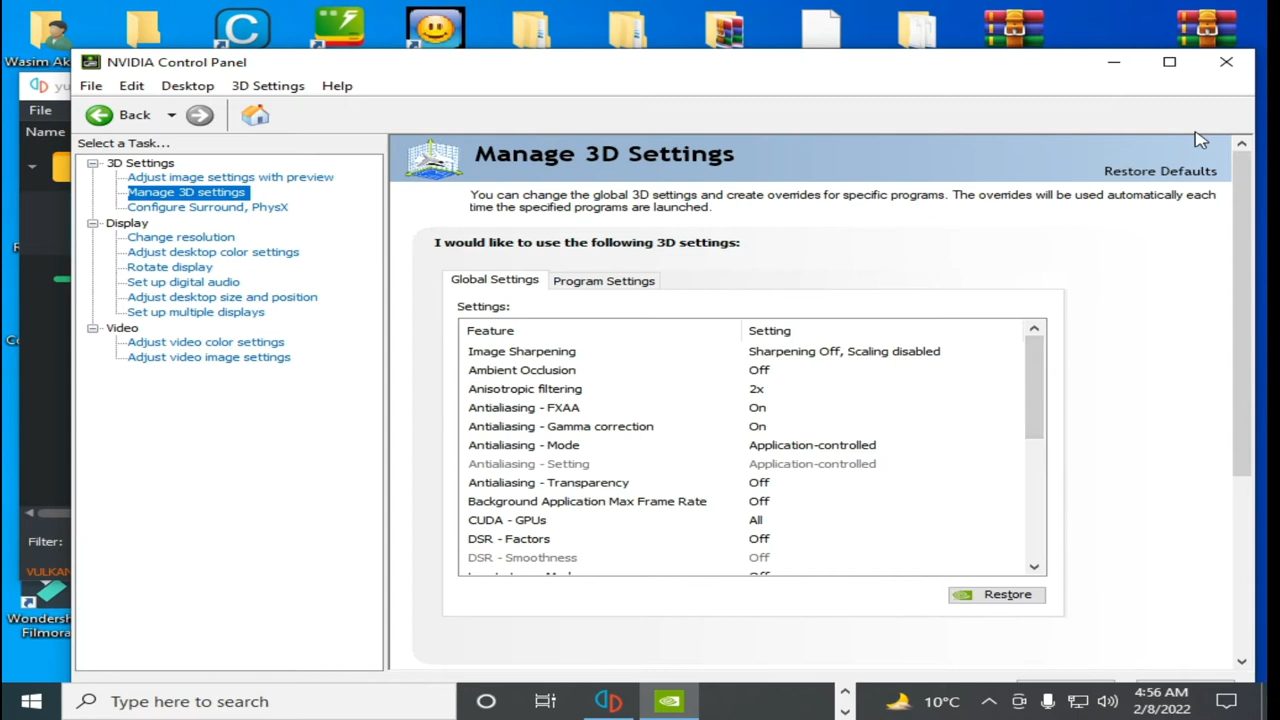 Wasim Ak
yu
File
Name
NVIDIA Control Panel
File Edit Desktop 3D Settings Help
Back
Select a Task...
3D Settings
Adjust image settings with preview
Manage 3D settings
Configure Surround, PhysX
Display
Change resolution
Adjust desktop color settings
Rotate display
Set up digital audio
Adjust desktop size and position
Set up multiple displays
Video
Adjust video color settings
Adjust video image settings
Manage 3D Settings
Restore Defaults
You can change the global 3D settings and create overrides for specific programs. The overrides will be used automatically each
time the specified programs are launched.
I would like to use the following 3D settings:
Global Settings Program Settings
Settings:
Feature Setting
Image Sharpening Sharpening Off, Scaling disabled
Ambient Occlusion Off
Anisotropic filtering 2x
Antialiasing - FXAA On
Antialiasing - Gamma correction On
Antialiasing - Mode Application-controlled
Antialiasing - Setting Application-controlled
Antialiasing - Transparency Off
Background Application Max Frame Rate Off
CUDA - GPUs All
DSR - Factors Off
DSR - Smoothness Off
Restore
Filter:
VULKAN
Wondersh
Filmora
Type here to search
10°C
4:56 AM
2/8/2022